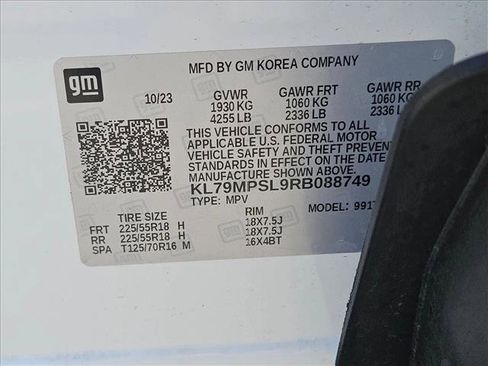 gm
MFD BY GM KOREA COMPANY
10/23 GVWR GAWR FRT GAWR RR
1930 KG 1060 KG 1060 KG
4255 LB 2336 LB 2336 LB
THIS VEHICLE CONFORMS TO ALL
APPLICABLE U.S. FEDERAL MOTOR
VEHICLE SAFETY AND THEFT PREVENTION
STANDARDS IN EFFECT ON THE DATE OF
MANUFACTURE SHOWN ABOVE.
KL79MPSL9RB088749
TYPE: MPV MODEL:
TIRE SIZE RIM
FRT 225/55R18 H 18X7.5J
RR 225/55R18 H 18X7.5J
SPA T125/70R16 M 16X4BT